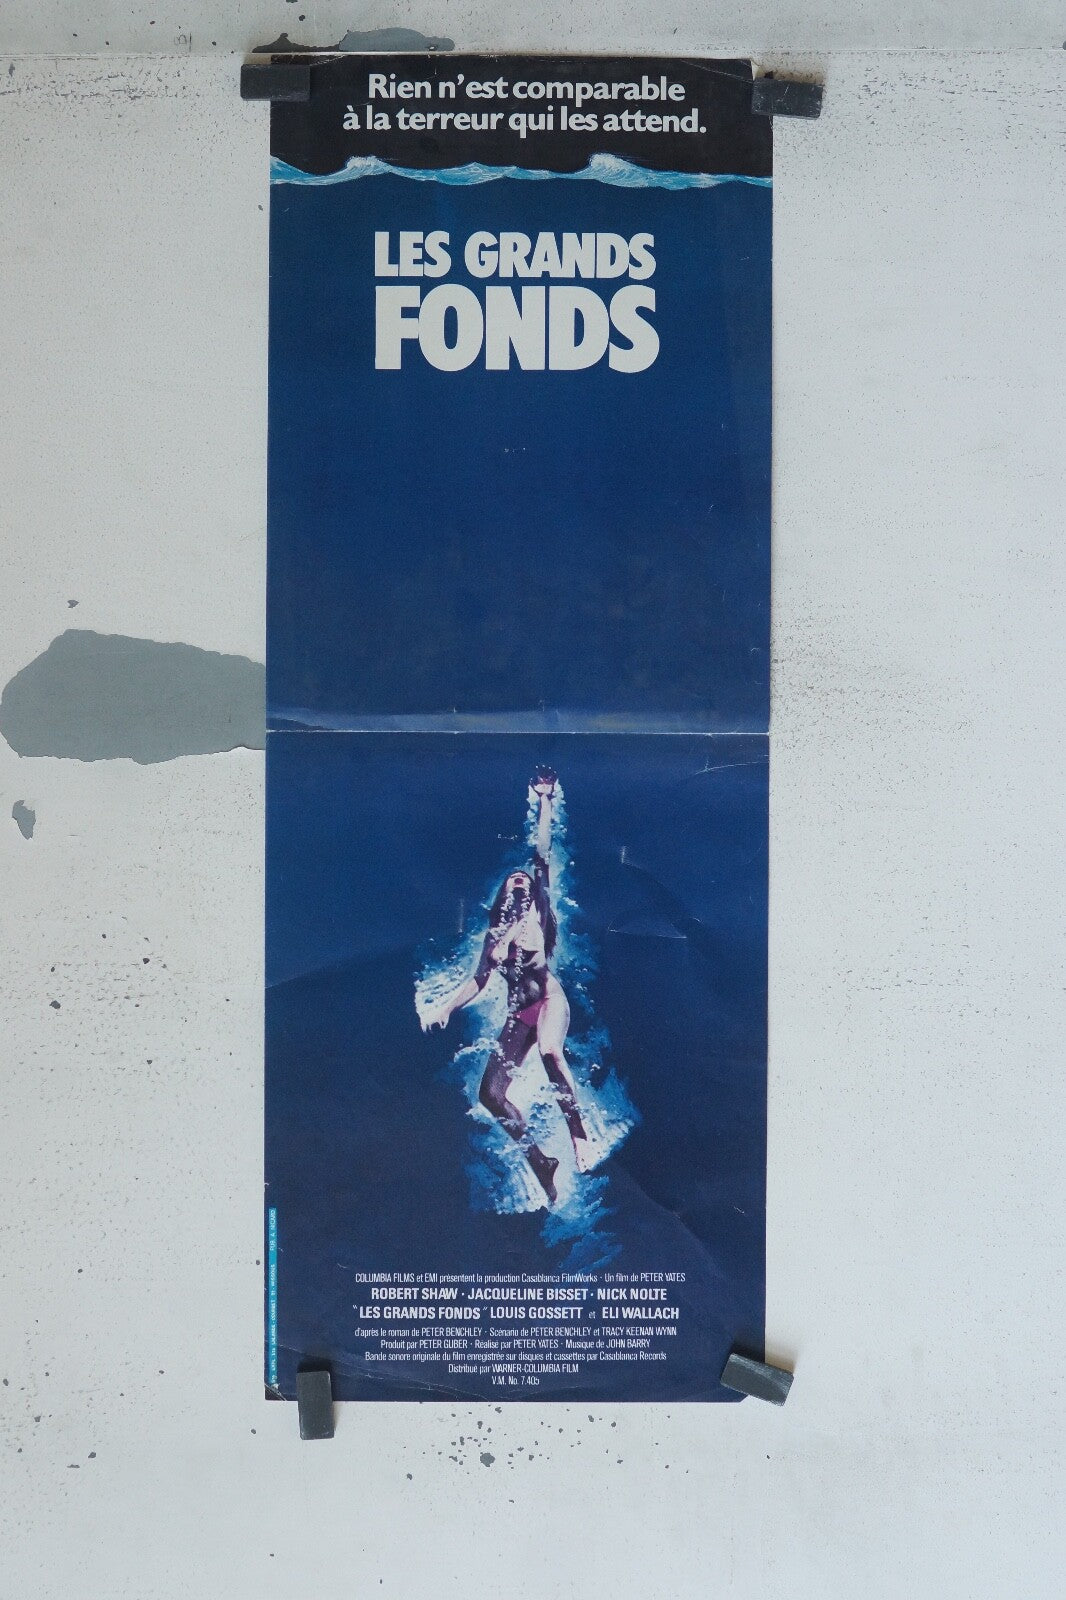 Rien n'est comparable
à la terreur qui les attend.
LES GRANDS
FONDS
COLUMBIA FILMS et EMI présentent la production Casablanca FilmWorks · Un film de PETER YATES
ROBERT SHAW · JACQUELINE BISSET · NICK NOLTE
"LES GRANDS FONDS" LOUIS GOSSETT et ELI WALLACH
d'après le roman de PETER BENCHLEY · Scénario de PETER BENCHLEY et TRACY KEENAN WYNN
Produit par PETER GUBER · Réalisé par PETER YATES · Musique de JOHN BARRY
Bande sonore originale du film enregistrée sur disques et cassettes par Casablanca Records
Distribué par WARNER-COLUMBIA FILM
V.M. No. 7.405